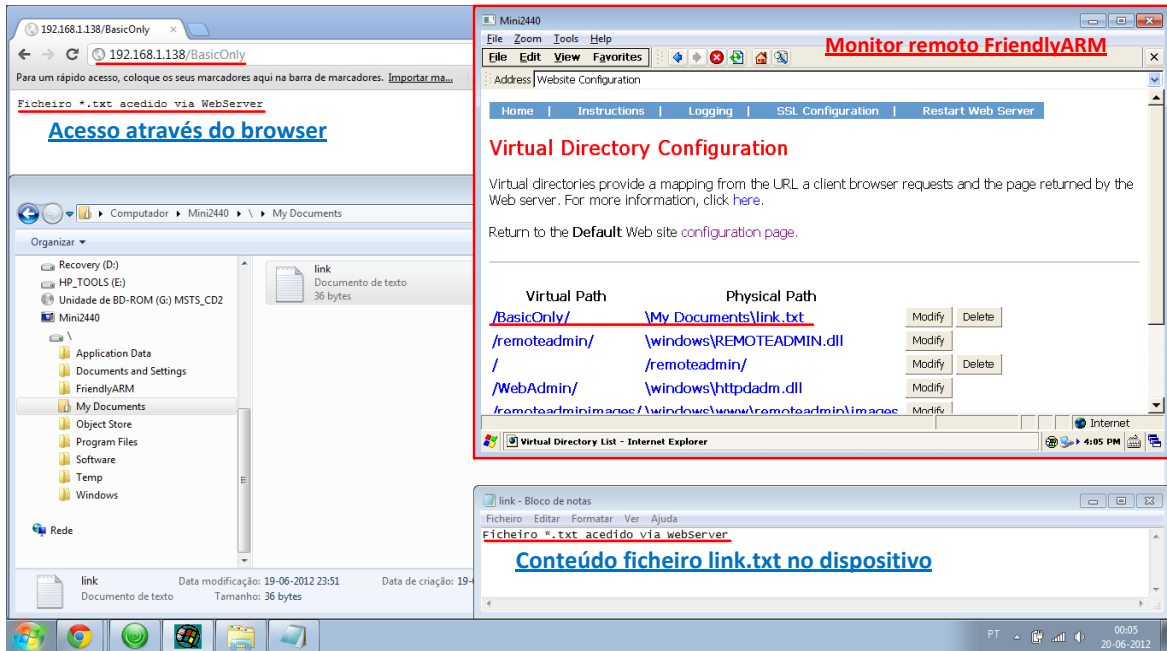 192.168.1.138/BasicOnly
192.168.1.138/BasicOnly
Para um rápido acesso, coloque os seus marcadores aqui na barra de marcadores. Importar ma...
Ficheiro *.txt acedido via WebServer
Acesso através do browser
Computador Mini2440 \ My Documents
Organizar
Recovery (D:)
HP_TOOLS (E:)
Unidade de BD-ROM (G:) MSTS_CD2
Mini2440
\
Application Data
Documents and Settings
FriendlyARM
My Documents
Object Store
Program Files
Software
Temp
Windows
Rede
link
Documento de texto
36 bytes
link Data modificação: 19-06-2012 23:51 Data de criação: 19-
Documento de texto Tamanho: 36 bytes
Mini2440
File Zoom Tools Help
Monitor remoto FriendlyARM
File Edit View Favorites
Address Website Configuration
Home | Instructions | Logging | SSL Configuration | Restart Web Server
Virtual Directory Configuration
Virtual directories provide a mapping from the URL a client browser requests and the page returned by the
Web server. For more information, click here.
Return to the Default Web site configuration page.
Virtual Path Physical Path
/BasicOnly/ \My Documents\link.txt Modify Delete
/remoteadmin/ \windows\REMOTEADMIN.dll Modify
/ /remoteadmin/ Modify Delete
/WebAdmin/ \windows\httpdadm.dll Modify
/remoteadminimages/ \windows\www\remoteadmin\images Modify
Internet
Virtual Directory List - Internet Explorer 4:05 PM
link - Bloco de notas
Ficheiro Editar Formatar Ver Ajuda
Ficheiro *.txt acedido via WebServer
Conteúdo ficheiro link.txt no dispositivo
PT 00:05
20-06-2012